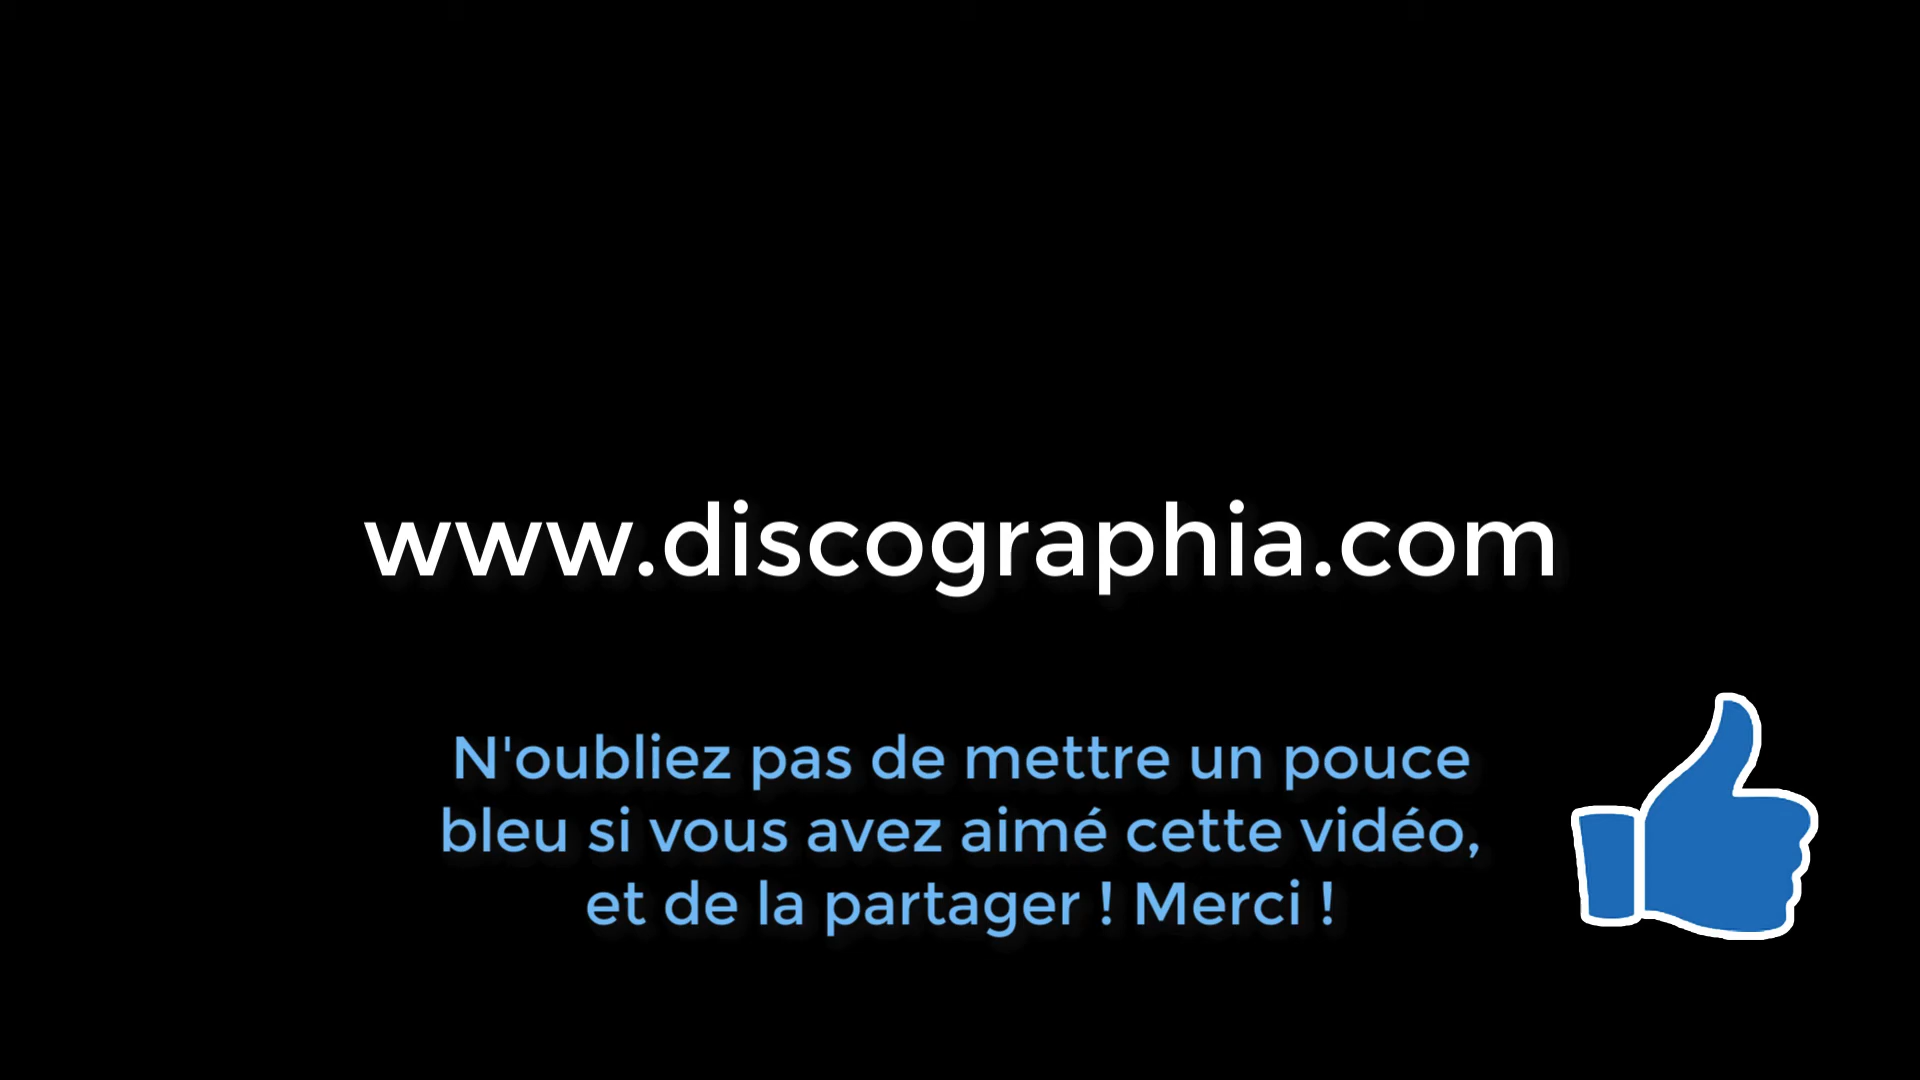 www.discographia.com
N'oubliez pas de mettre un pouce
bleu si vous avez aimé cette vidéo,
et de la partager ! Merci !